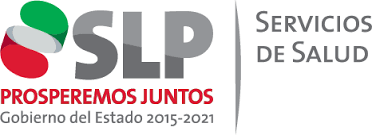 SLP
PROSPEREMOS JUNTOS
Gobierno del Estado 2015-2021
SERVICIOS
DE SALUD